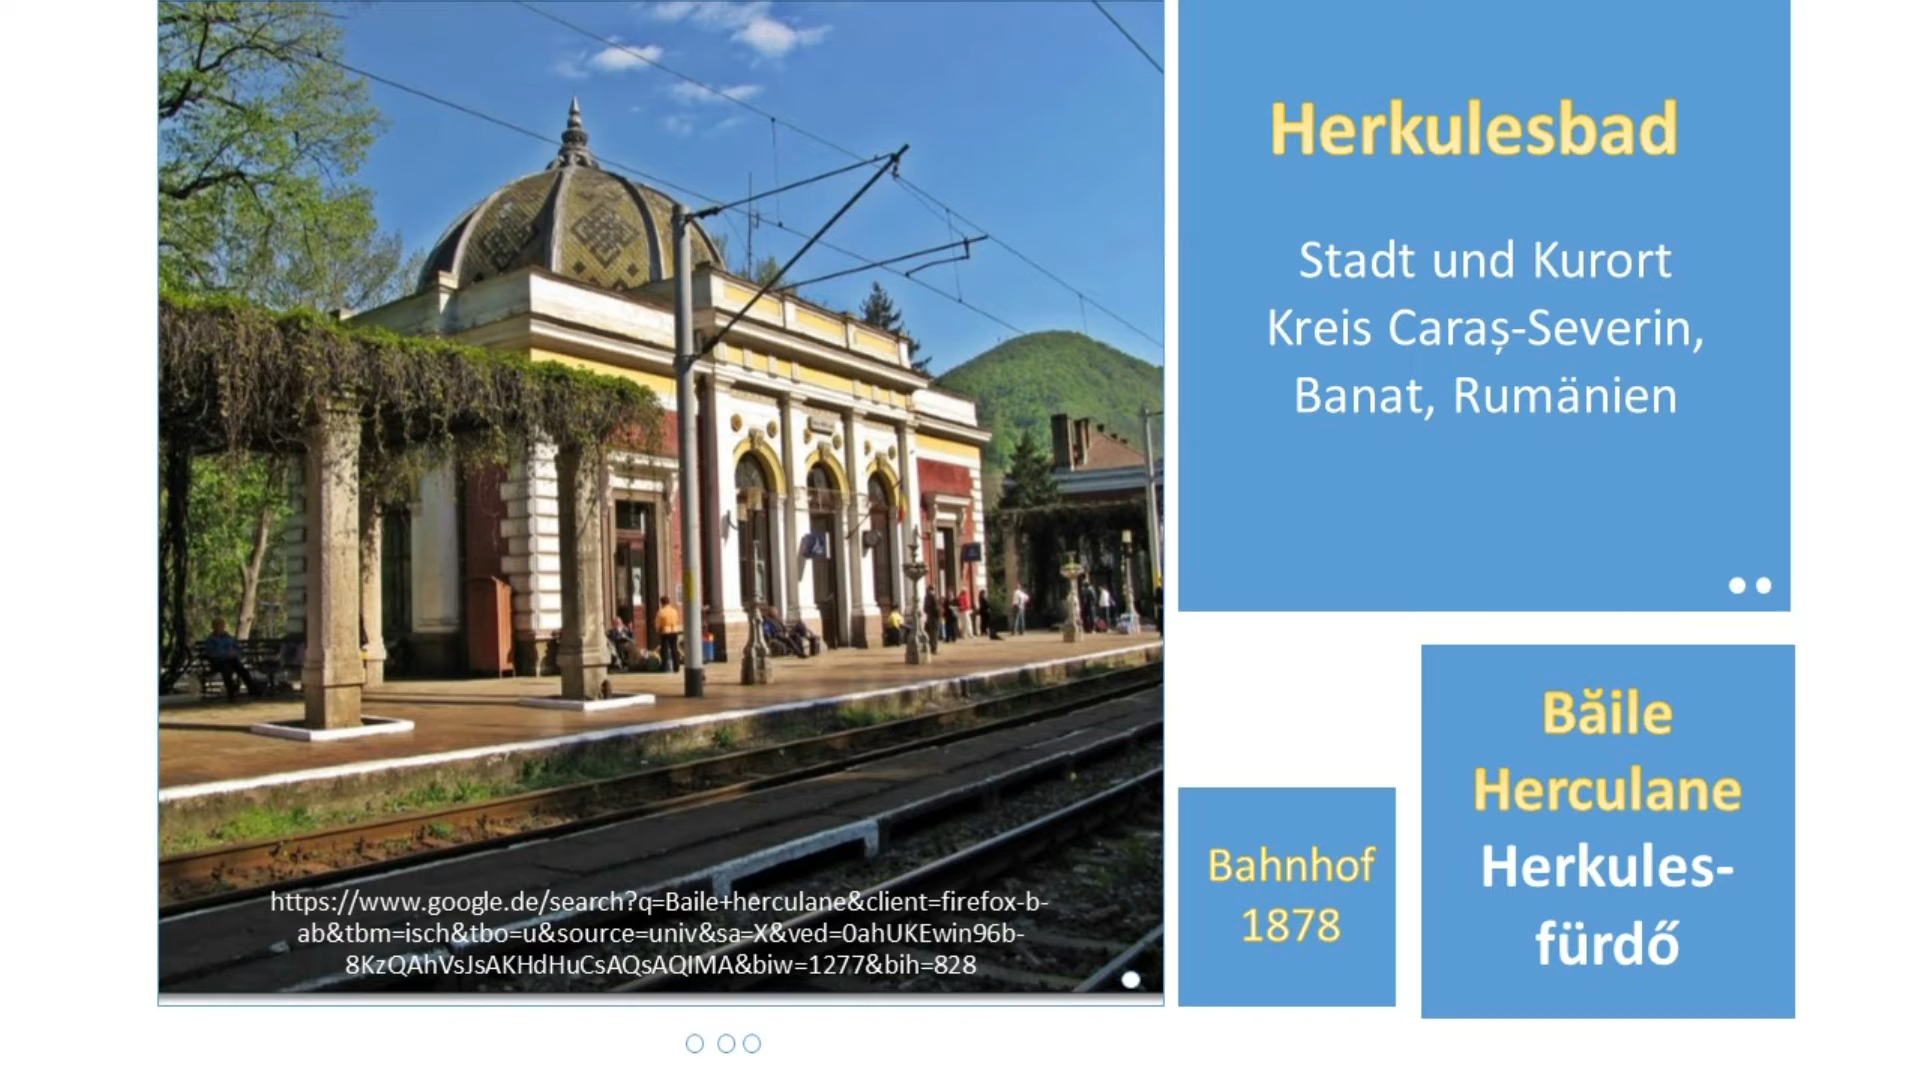 Herkulesbad
Stadt und Kurort
Kreis Caraș-Severin,
Banat, Rumänien
Băile
Herculane
Herkules-
fürdő
Bahnhof
1878
https://www.google.de/search?q=Baile+herculane&client=firefox-b-
ab&tbm=isch&tbo=u&source=univ&sa=X&ved=0ahUKEwin96b-
8KzQAhVsJsAKHdHuCsAQsAQIMA&biw=1277&bih=828